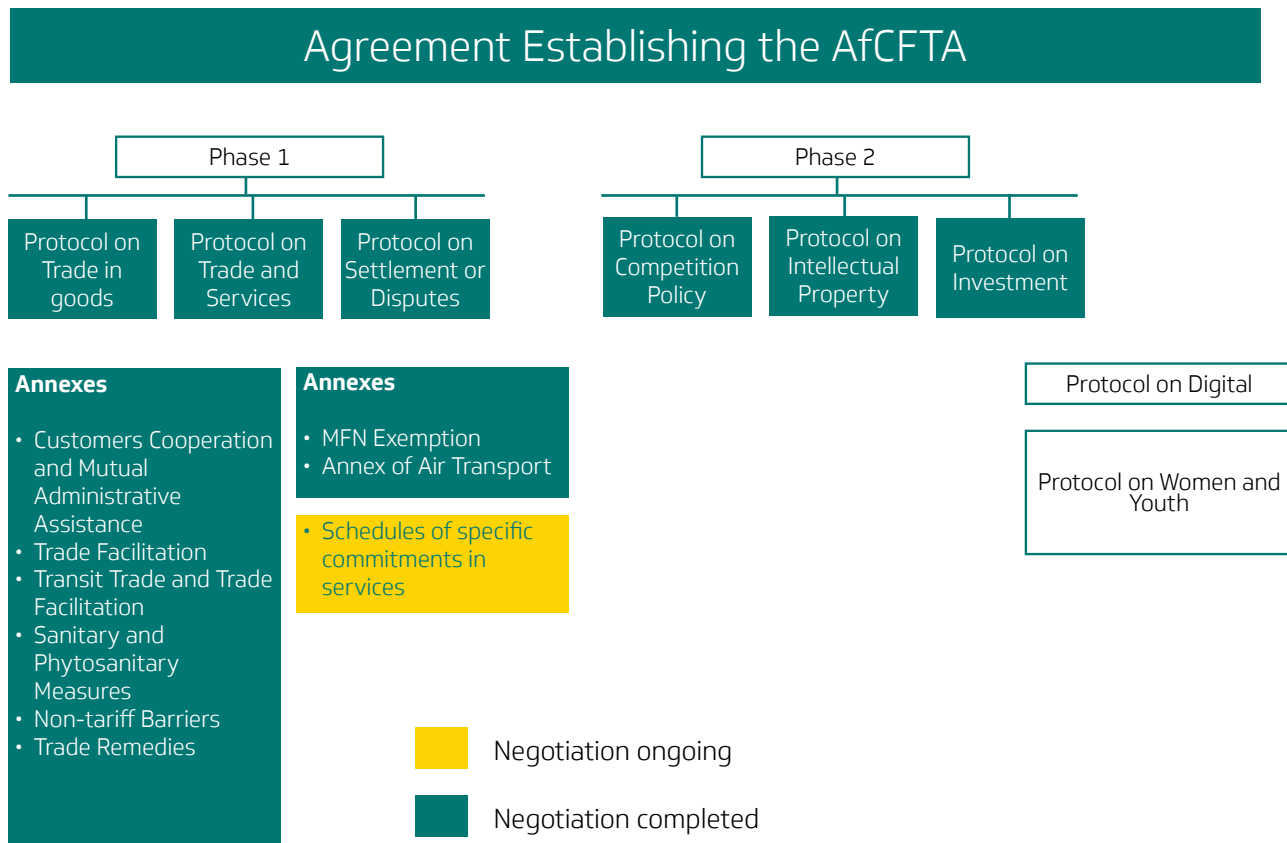 Agreement Establishing the AfCFTA
Phase 1
Protocol on
Trade in
goods
Protocol on
Trade and
Services
Protocol on
Settlement or
Disputes
Phase 2
Protocol on
Competition
Policy
Protocol on
Intellectual
Property
Protocol on
Investment
Annexes
• Customers Cooperation
and Mutual
Administrative
Assistance
• Trade Facilitation
• Transit Trade and Trade
Facilitation
• Sanitary and
Phytosanitary
Measures
• Non-tariff Barriers
• Trade Remedies
Annexes
• MFN Exemption
• Annex of Air Transport
• Schedules of specific
commitments in
services
Protocol on Digital
Protocol on Women and
Youth
Negotiation ongoing
Negotiation completed